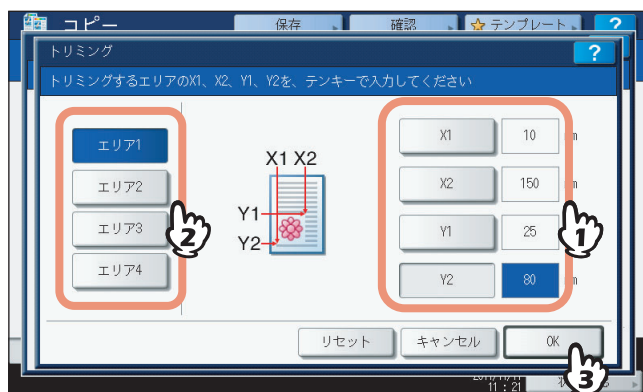 コピー 保存 確認 テンプレート ?
トリミング ?
トリミングするエリアのX1、X2、Y1、Y2を、テンキーで入力してください
エリア1
エリア2
エリア3
エリア4
X1 X2
Y1
Y2
X1 10
X2 150
Y1 25
Y2 80
2
1
リセット キャンセル OK
3
11:21